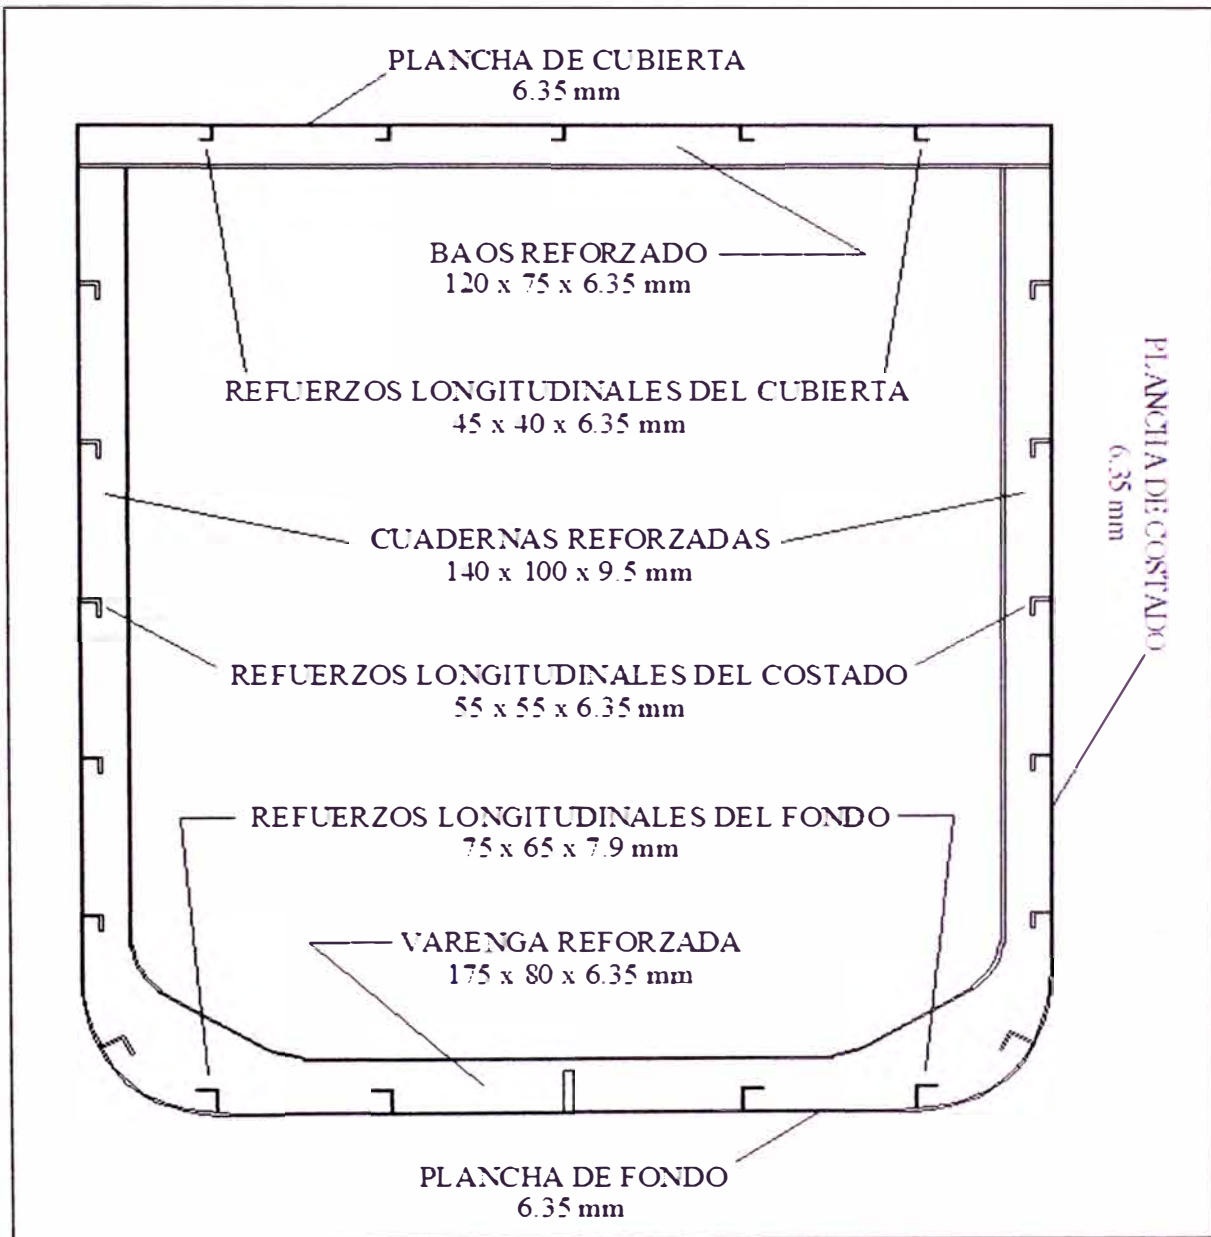 PLANCHA DE CUBIERTA
6.35 mm
BAOS REFORZADO
120 x 75 x 6.35 mm
REFUERZOS LONGITUDINALES DEL CUBIERTA
45 x 40 x 6.35 mm
PLANCHA DE COSTADO
6.35 mm
CUADERNAS REFORZADAS
140 x 100 x 9.5 mm
REFUERZOS LONGITUDINALES DEL COSTADO
55 x 55 x 6.35 mm
REFUERZOS LONGITUDINALES DEL FONDO
75 x 65 x 7.9 mm
VARENGA REFORZADA
175 x 80 x 6.35 mm
PLANCHA DE FONDO
6.35 mm